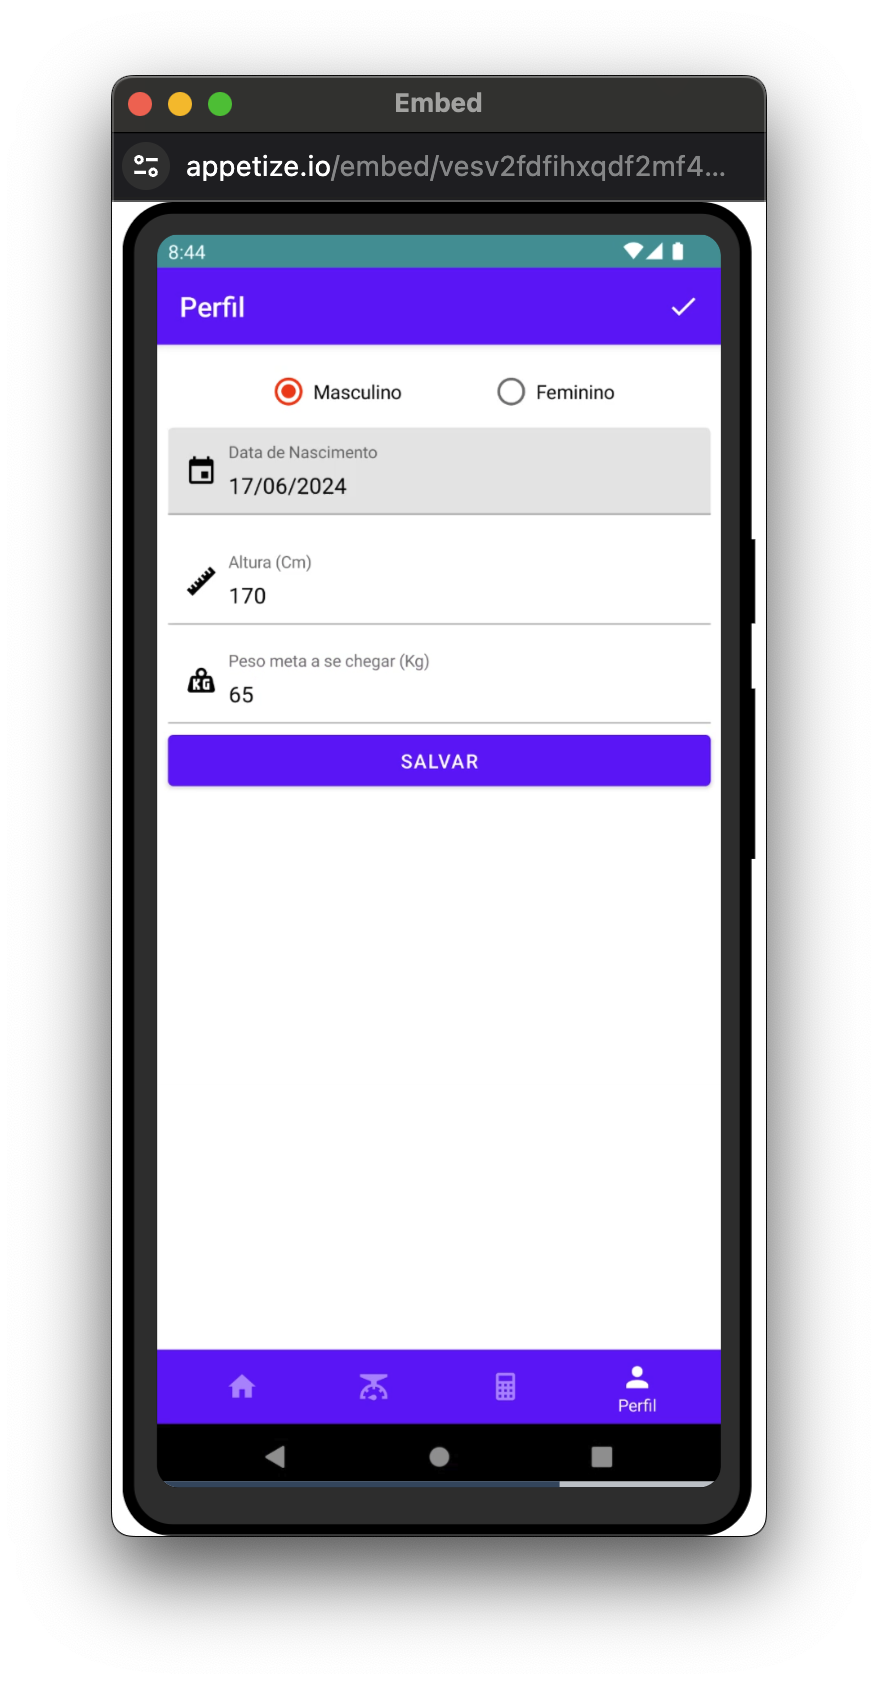 Embed
appetize.io/embed/vesv2fdfihxqdf2mf4...
8:44
Perfil
Masculino Feminino
Data de Nascimento
17/06/2024
Altura (Cm)
170
Peso meta a se chegar (Kg)
KG
65
SALVAR
Perfil